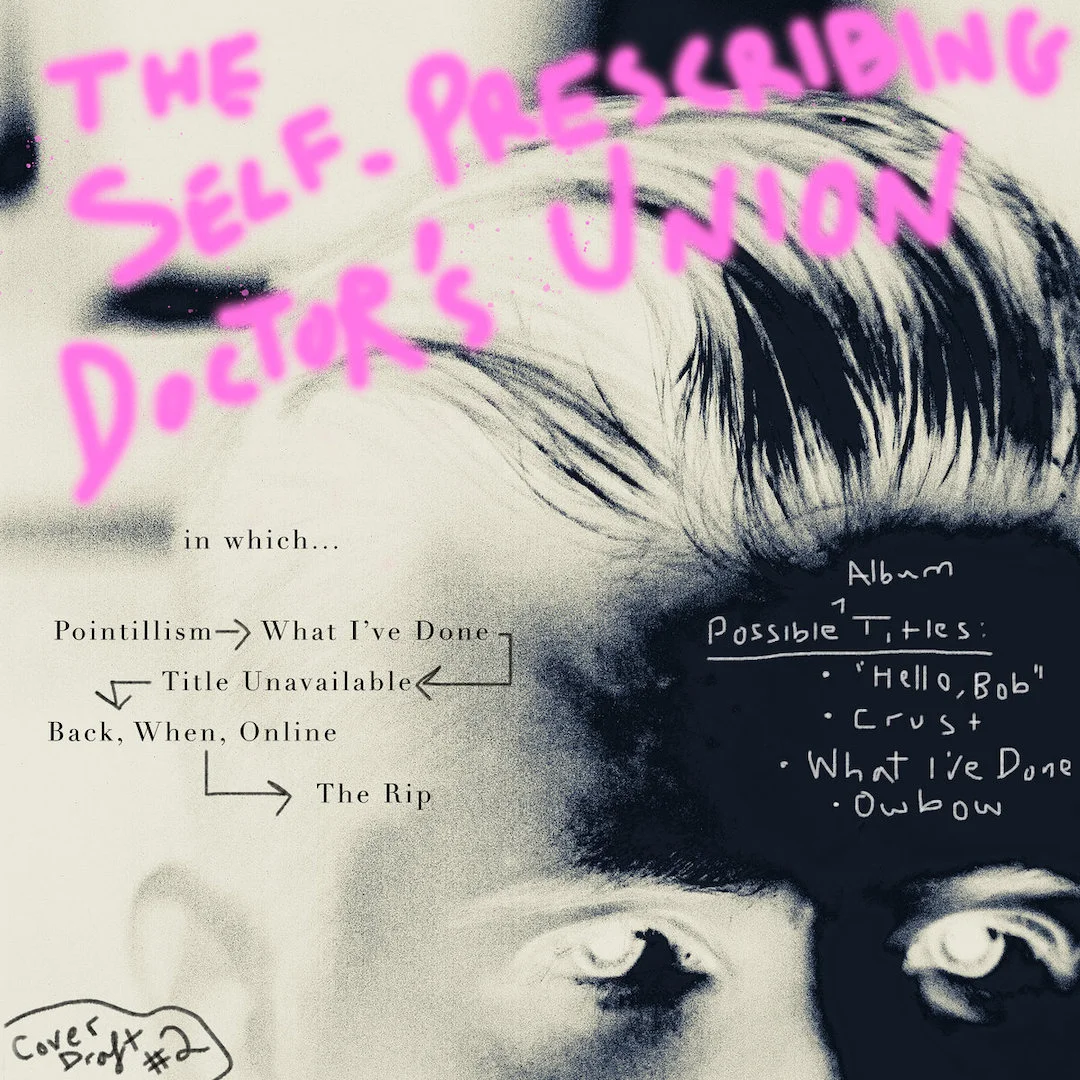 THE
SELF-PRESCRIBING
DOCTOR'S UNION
in which...
Pointillism → What I've Done
Title Unavailable
Back, When, Online
The Rip
Album
Possible Titles:
• "Hello, Bob"
• Crust
• What I've Done
• Owbow
Cover
Draft #2